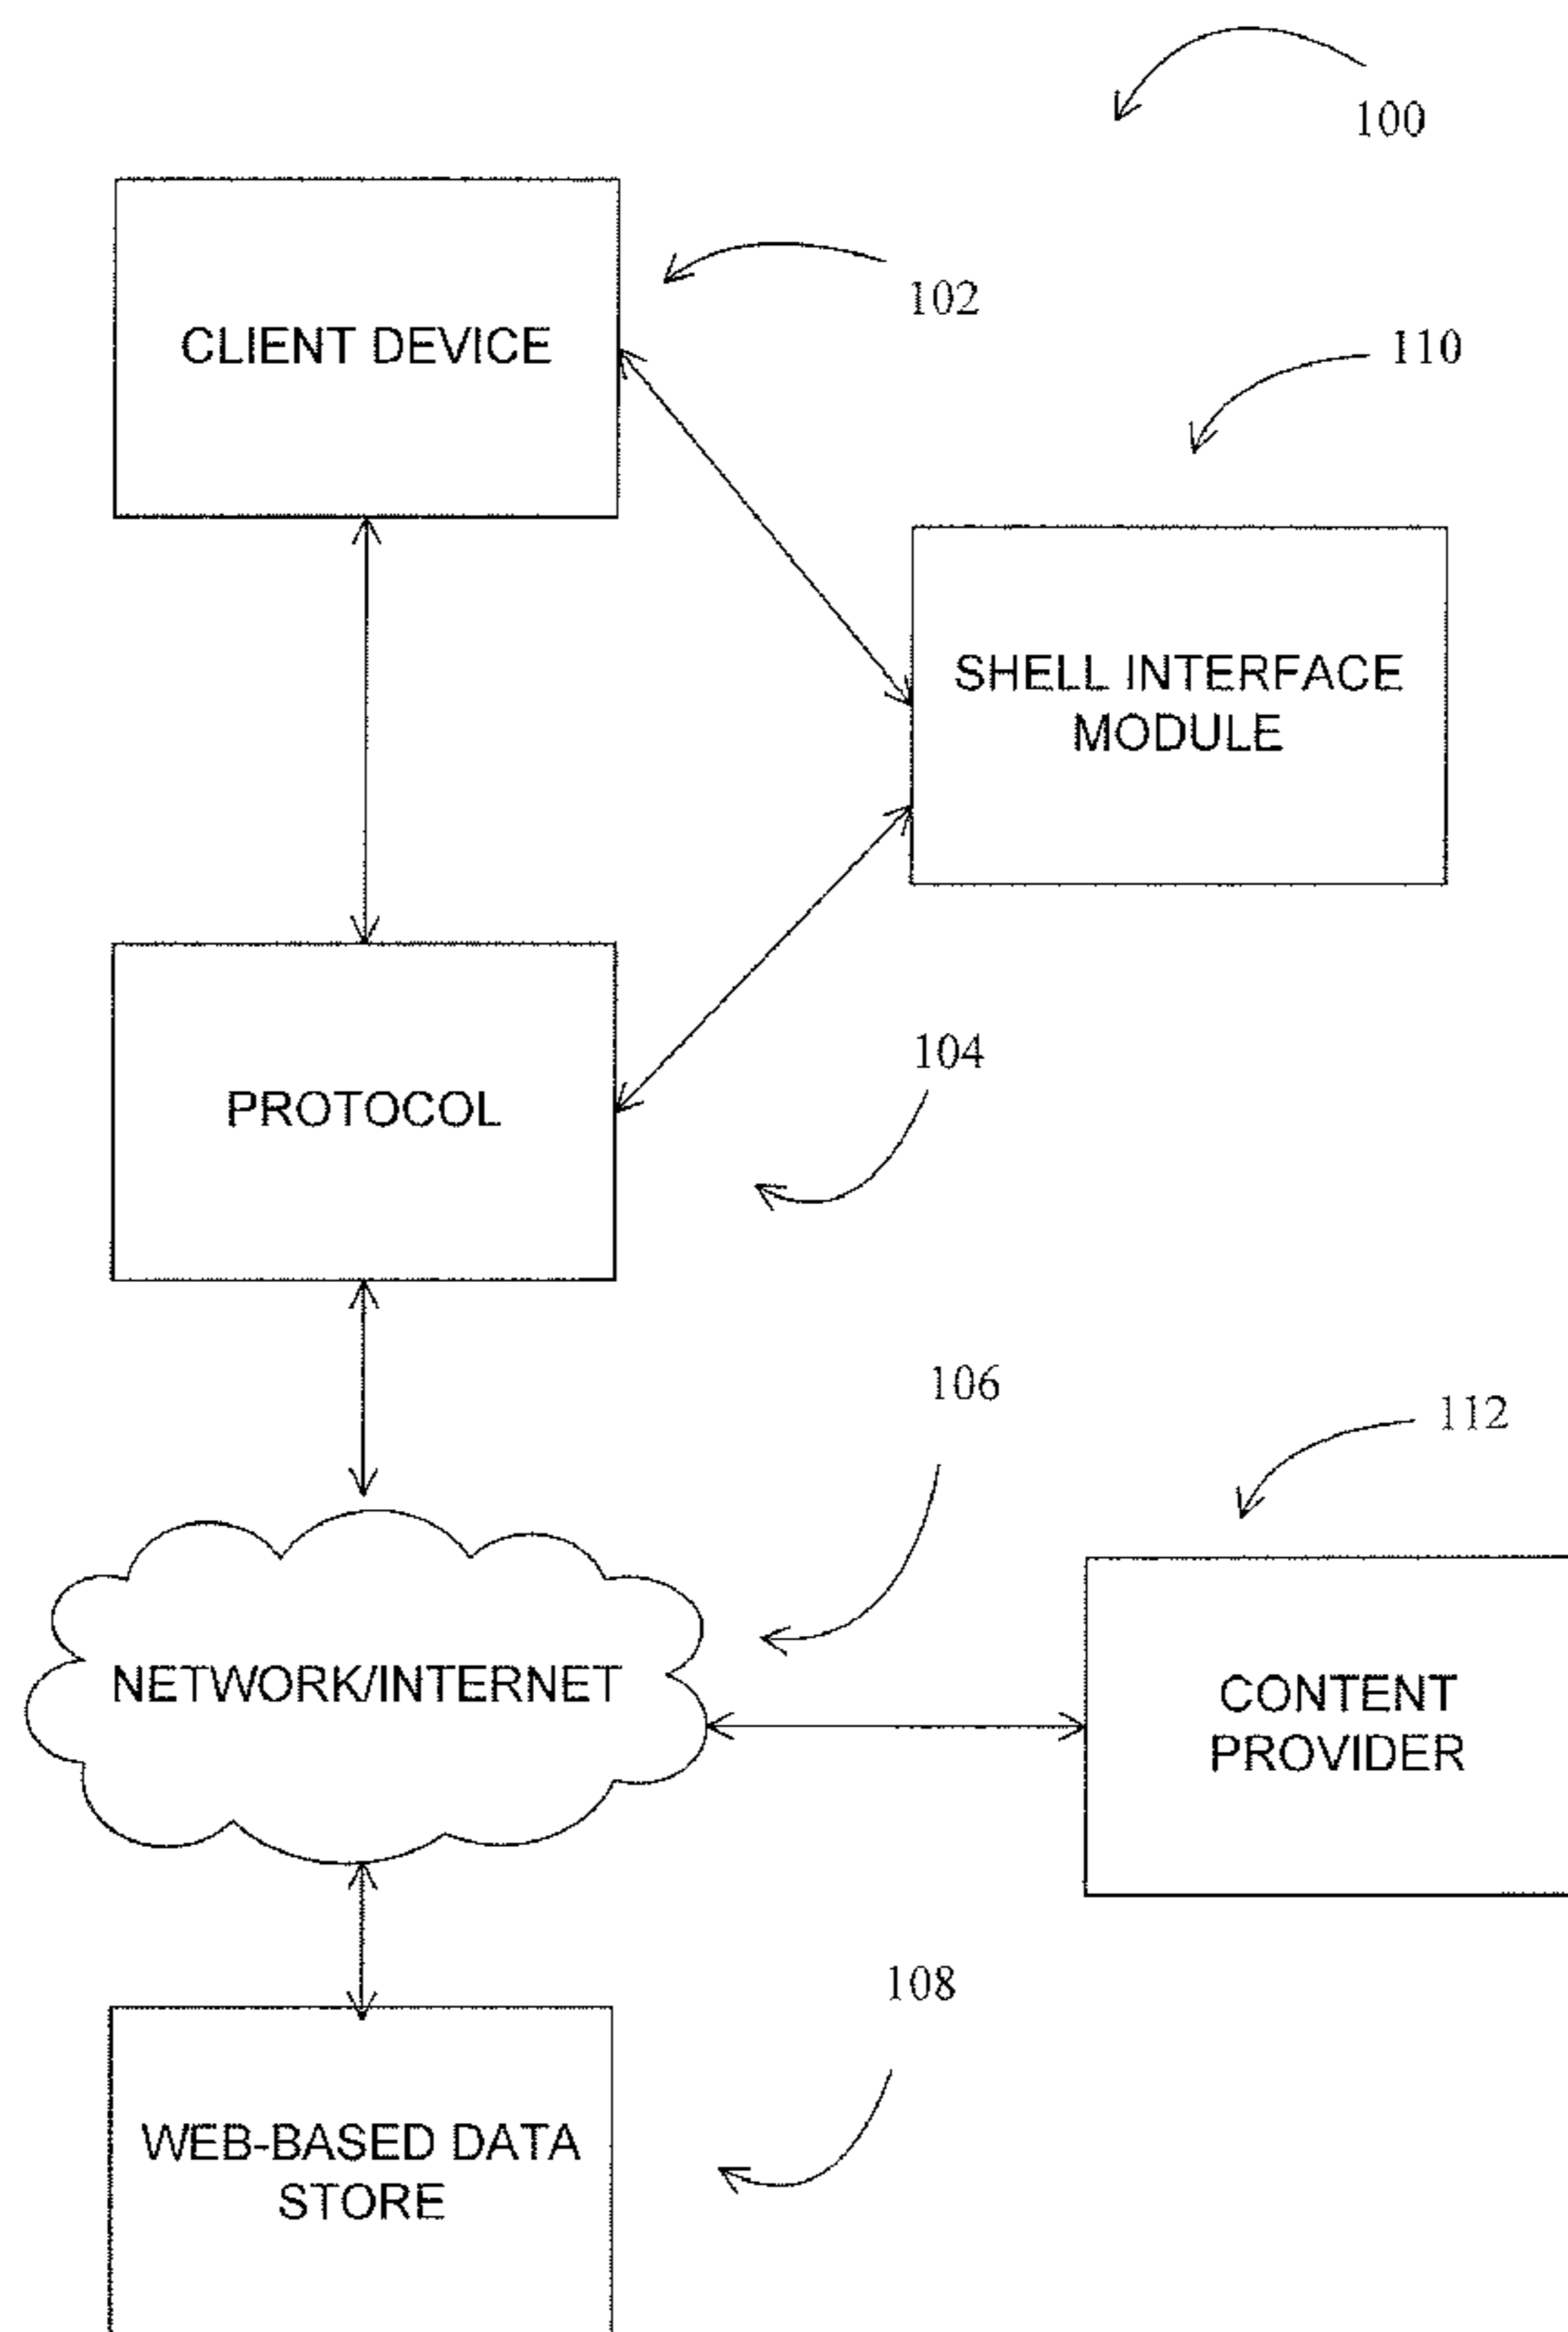 100
CLIENT DEVICE
102
110
SHELL INTERFACE
MODULE
104
PROTOCOL
106
112
NETWORK/INTERNET
CONTENT
PROVIDER
108
WEB-BASED DATA
STORE